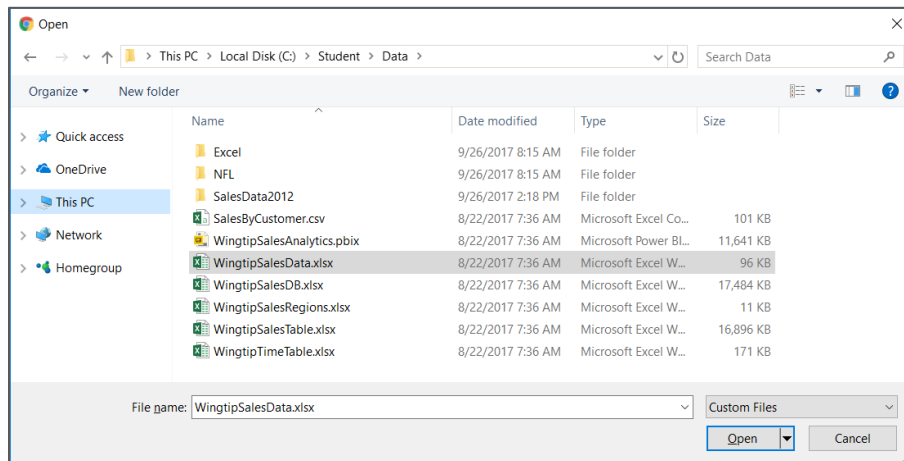 Open
This PC > Local Disk (C:) > Student > Data >
Search Data
Organize
New folder
?
Name Date modified Type Size
Quick access
OneDrive
This PC
Network
Homegroup
Excel 9/26/2017 8:15 AM File folder
NFL 9/26/2017 8:15 AM File folder
SalesData2012 9/26/2017 2:18 PM File folder
SalesByCustomer.csv 8/22/2017 7:36 AM Microsoft Excel Co... 101 KB
WingtipSalesAnalytics.pbix 8/22/2017 7:36 AM Microsoft Power Bl... 11,641 KB
WingtipSalesData.xlsx 8/22/2017 7:36 AM Microsoft Excel W... 96 KB
WingtipSalesDB.xlsx 8/22/2017 7:36 AM Microsoft Excel W... 17,484 KB
WingtipSalesRegions.xlsx 8/22/2017 7:36 AM Microsoft Excel W... 11 KB
WingtipSalesTable.xlsx 8/22/2017 7:36 AM Microsoft Excel W... 16,896 KB
WingtipTimeTable.xlsx 8/22/2017 7:36 AM Microsoft Excel W... 171 KB
File name: WingtipSalesData.xlsx
Custom Files
Open
Cancel